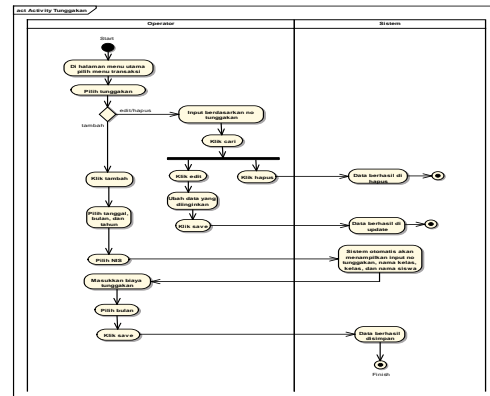 act Activity Tunggakan
Operator
Sistem
Start
Di halaman menu utama
pilih menu transaksi
Pilih tunggakan
edit/hapus
tambah
Input berdasarkan no
tunggakan
Klik cari
Klik tambah
Klik edit
Klik hapus
Data berhasil di
hapus
Ubah data yang
diinginkan
Pilih tanggal,
bulan, dan
tahun
Klik save
Data berhasil di
update
Pilih NIS
Sistem otomatis akan
menampilkan input no
tunggakan, nama kelas,
kelas, dan nama siswa
Masukkan biaya
tunggakan
Pilih bulan
Klik save
Data berhasil
disimpan
Finish